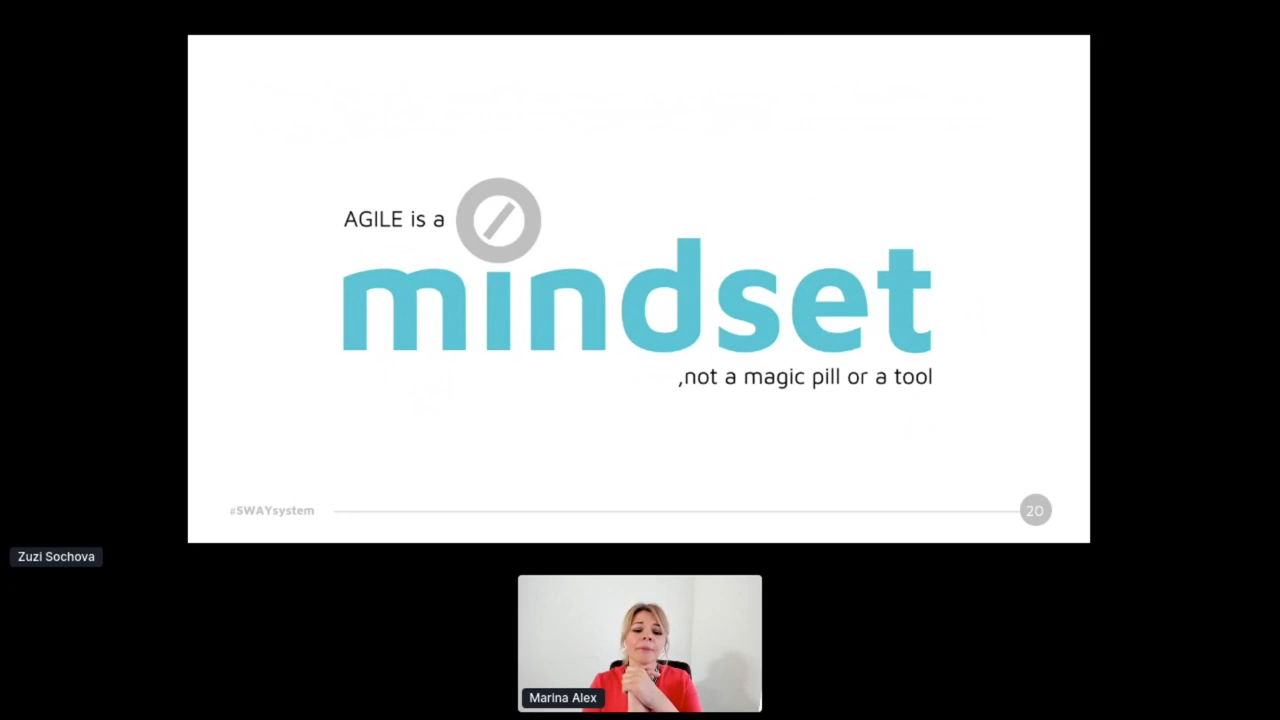 AGILE is a
mindset
,not a magic pill or a tool
#SWAYsystem
20
Zuzi Sochova
Marina Alex